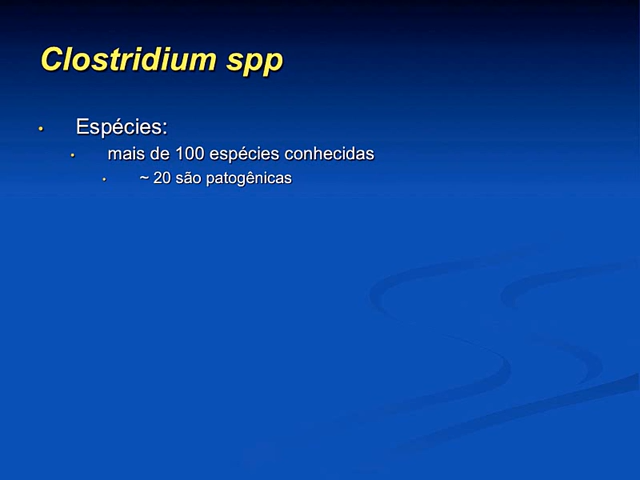 Clostridium spp
• Espécies:
• mais de 100 espécies conhecidas
• ~ 20 são patogênicas